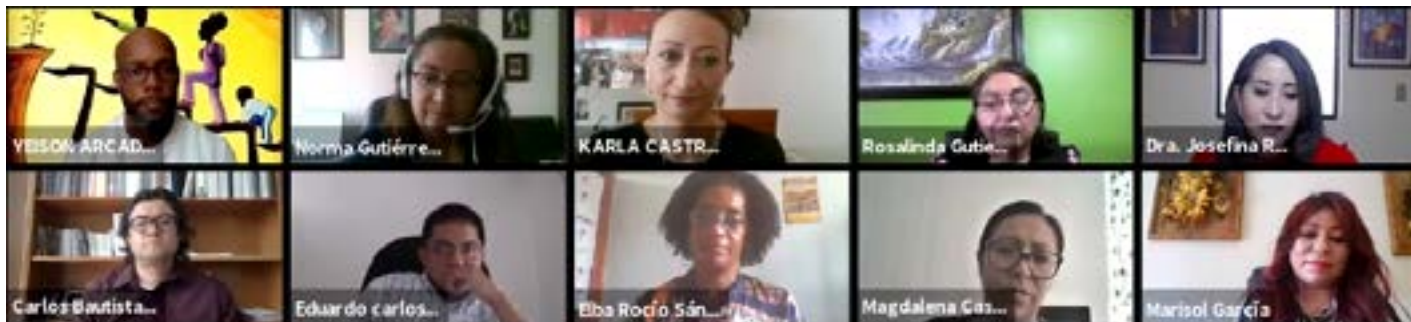 YEISON ARCAD...
Norma Gutiérre...
KARLA CASTR...
Rosalinda Gutie...
Dra. Josefina R...
Carlos Bautista...
Eduardo carlos...
Elba Rocío Sán...
Magdalena Cas...
Marisol García